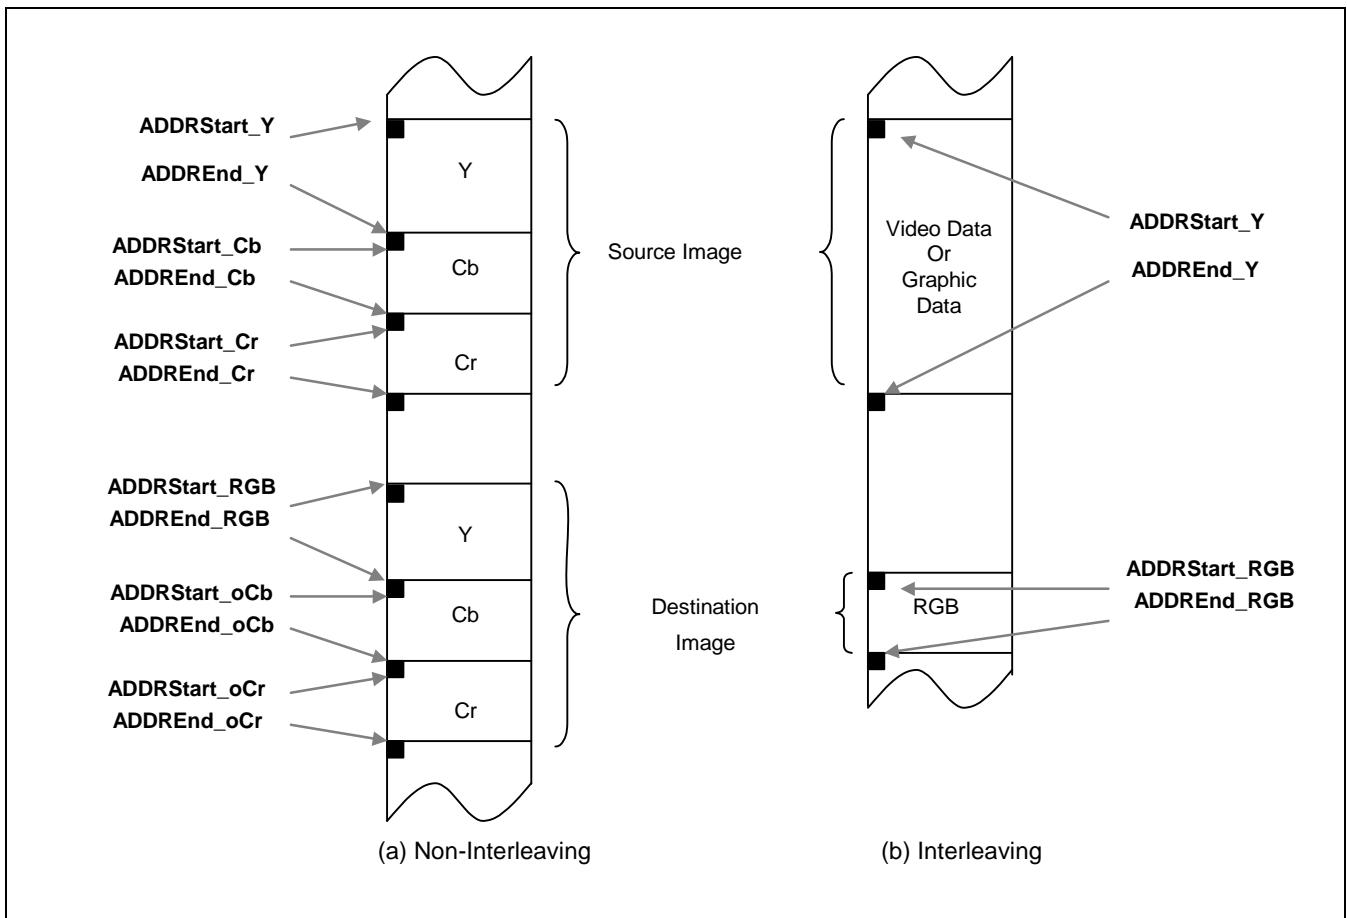 ADDRStart_Y
ADDREnd_Y
ADDRStart_Cb
ADDREnd_Cb
ADDRStart_Cr
ADDREnd_Cr
ADDRStart_RGB
ADDREnd_RGB
ADDRStart_oCb
ADDREnd_oCb
ADDRStart_oCr
ADDREnd_oCr
Y
Cb
Cr
Y
Cb
Cr
Source Image
Destination
Image
Video Data
Or
Graphic
Data
RGB
ADDRStart_Y
ADDREnd_Y
ADDRStart_RGB
ADDREnd_RGB
(a) Non-Interleaving
(b) Interleaving